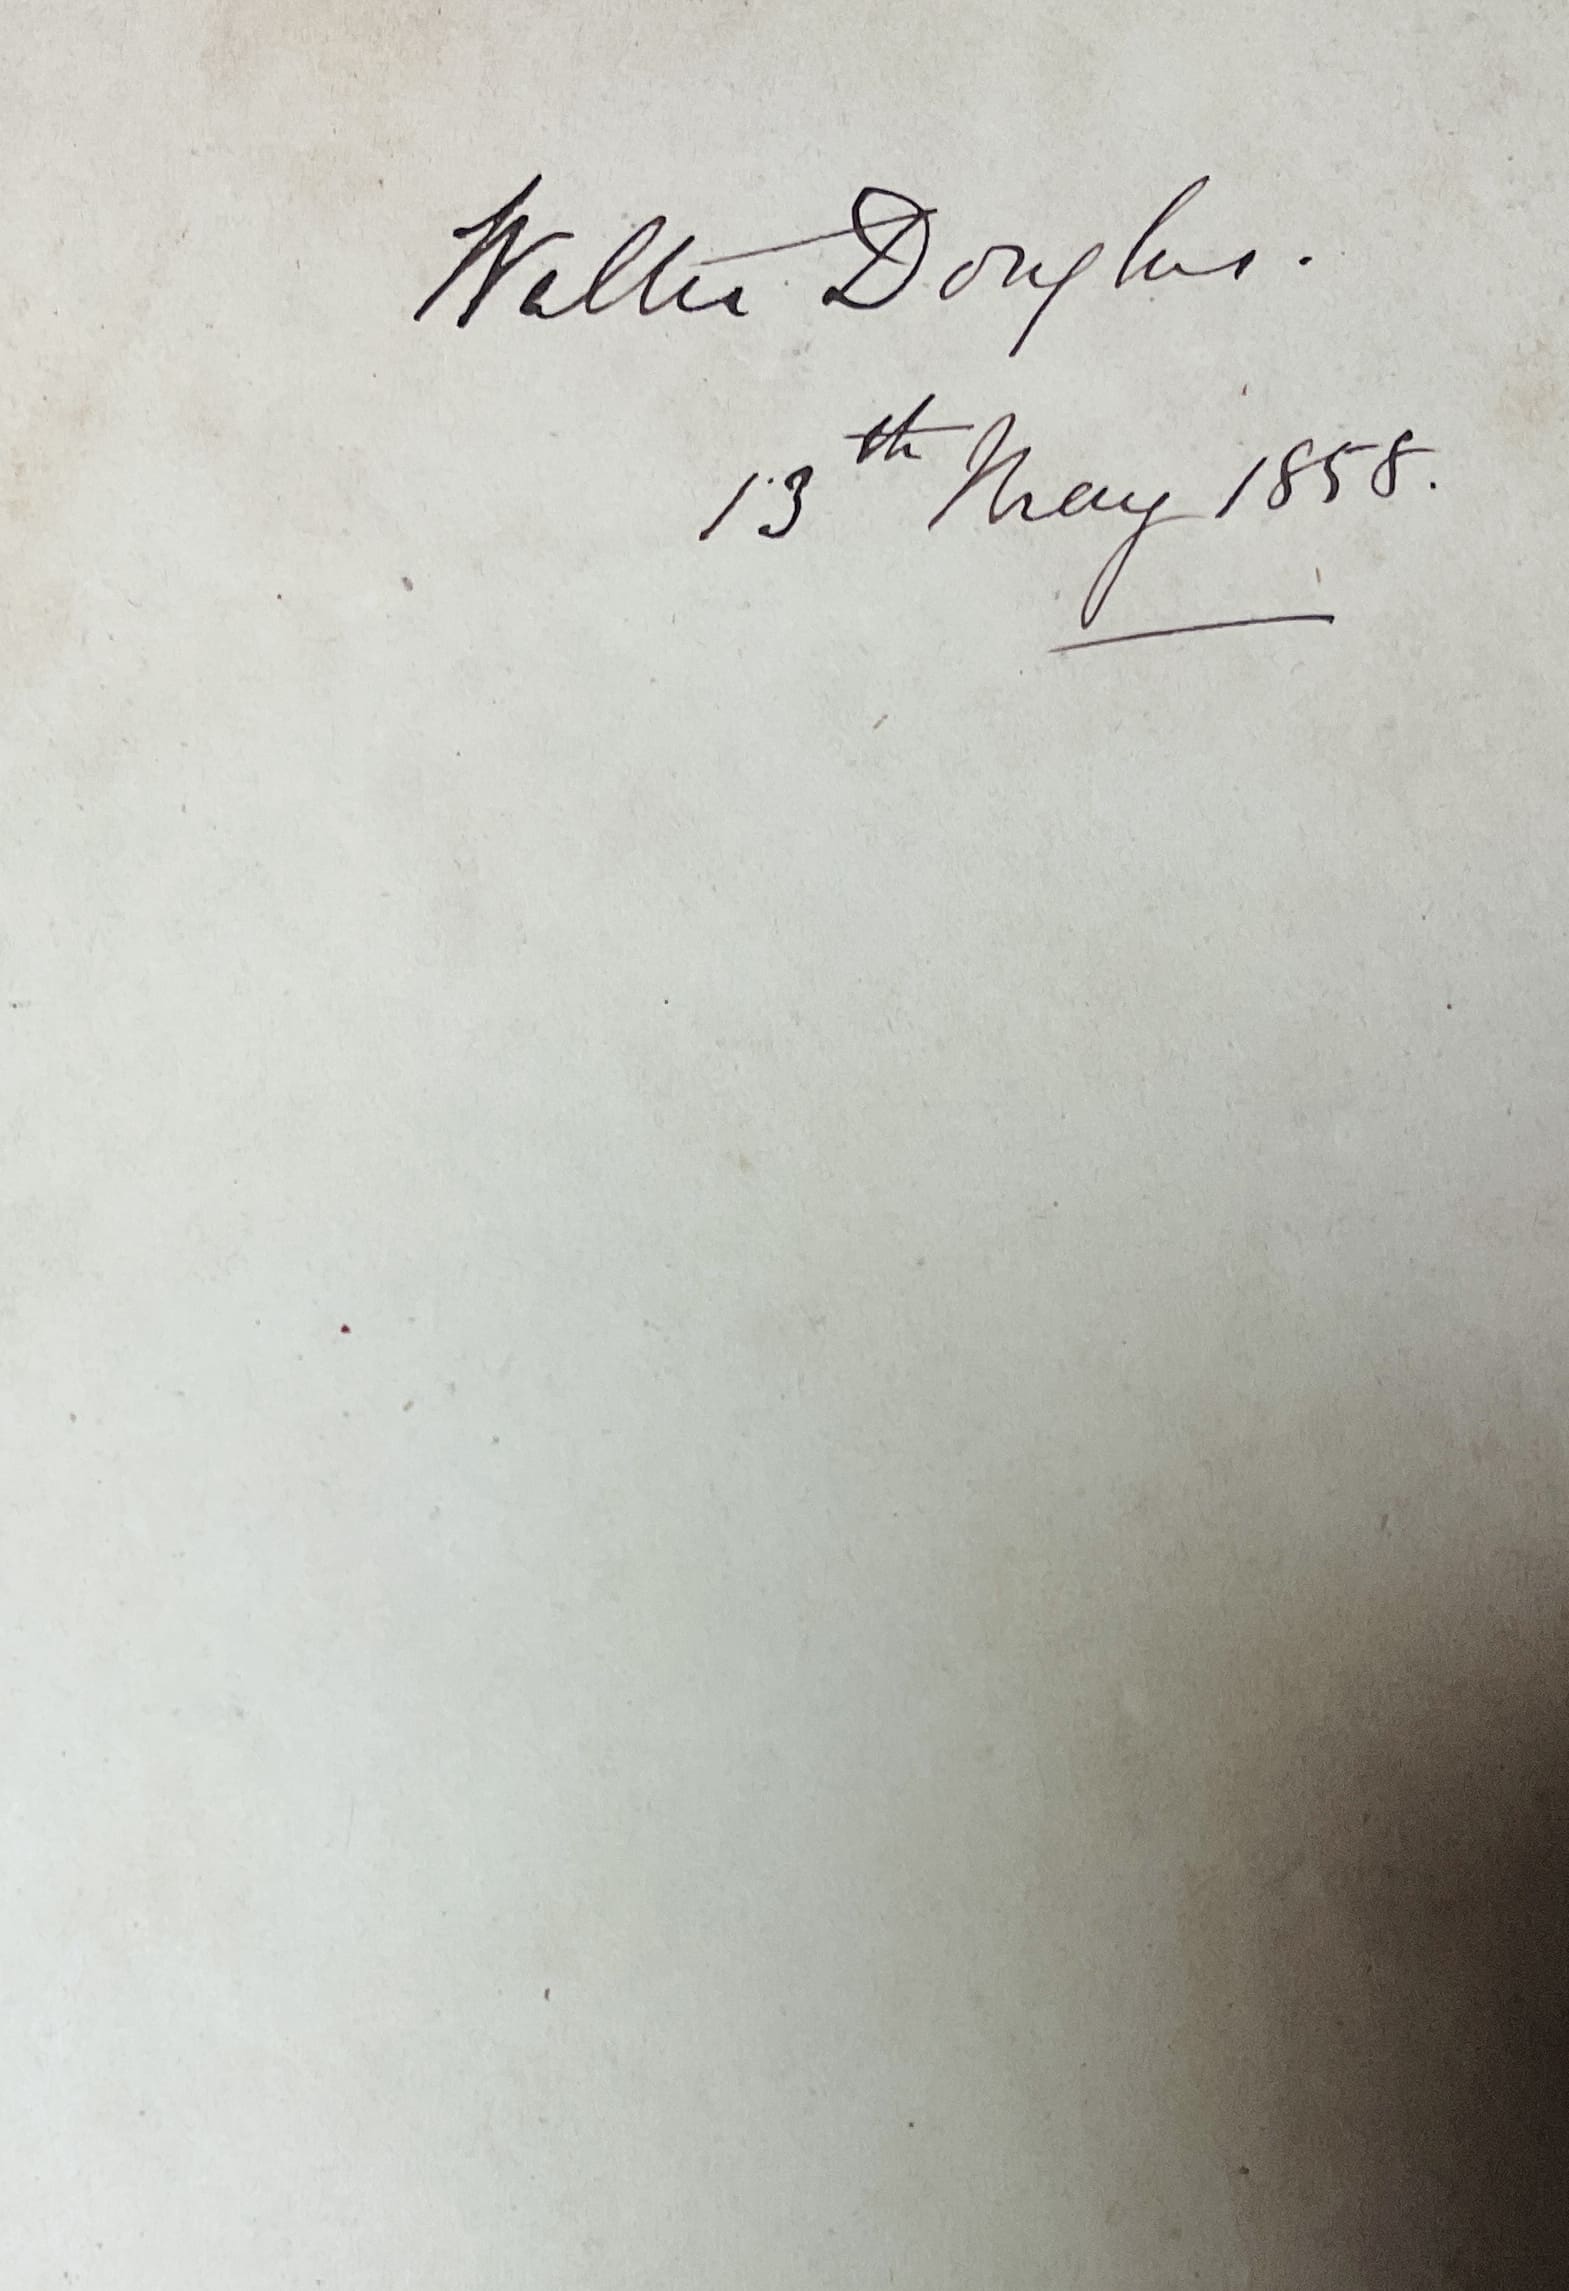 Walter Douglas.
13th May 1858.